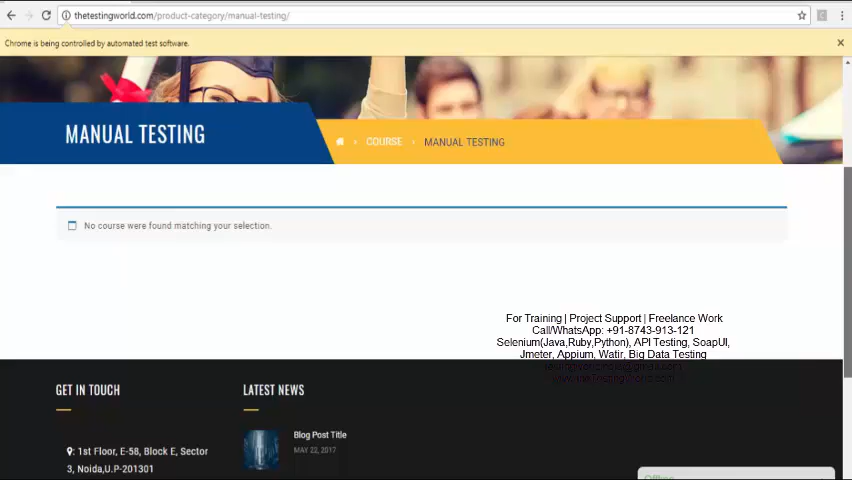 thetestingworld.com/product-category/manual-testing/
Chrome is being controlled by automated test software.
MANUAL TESTING
COURSE
MANUAL TESTING
No course were found matching your selection.
For Training | Project Support | Freelance Work
Call/WhatsApp: +91-8743-913-121
Selenium(Java,Ruby,Python), API Testing, SoapUI,
Jmeter, Appium, Watir, Big Data Testing
www.theTestingWorld.com
GET IN TOUCH
LATEST NEWS
Blog Post Title
MAY 22, 2017
: 1st Floor, E-58, Block E, Sector
3, Noida,U.P-201301